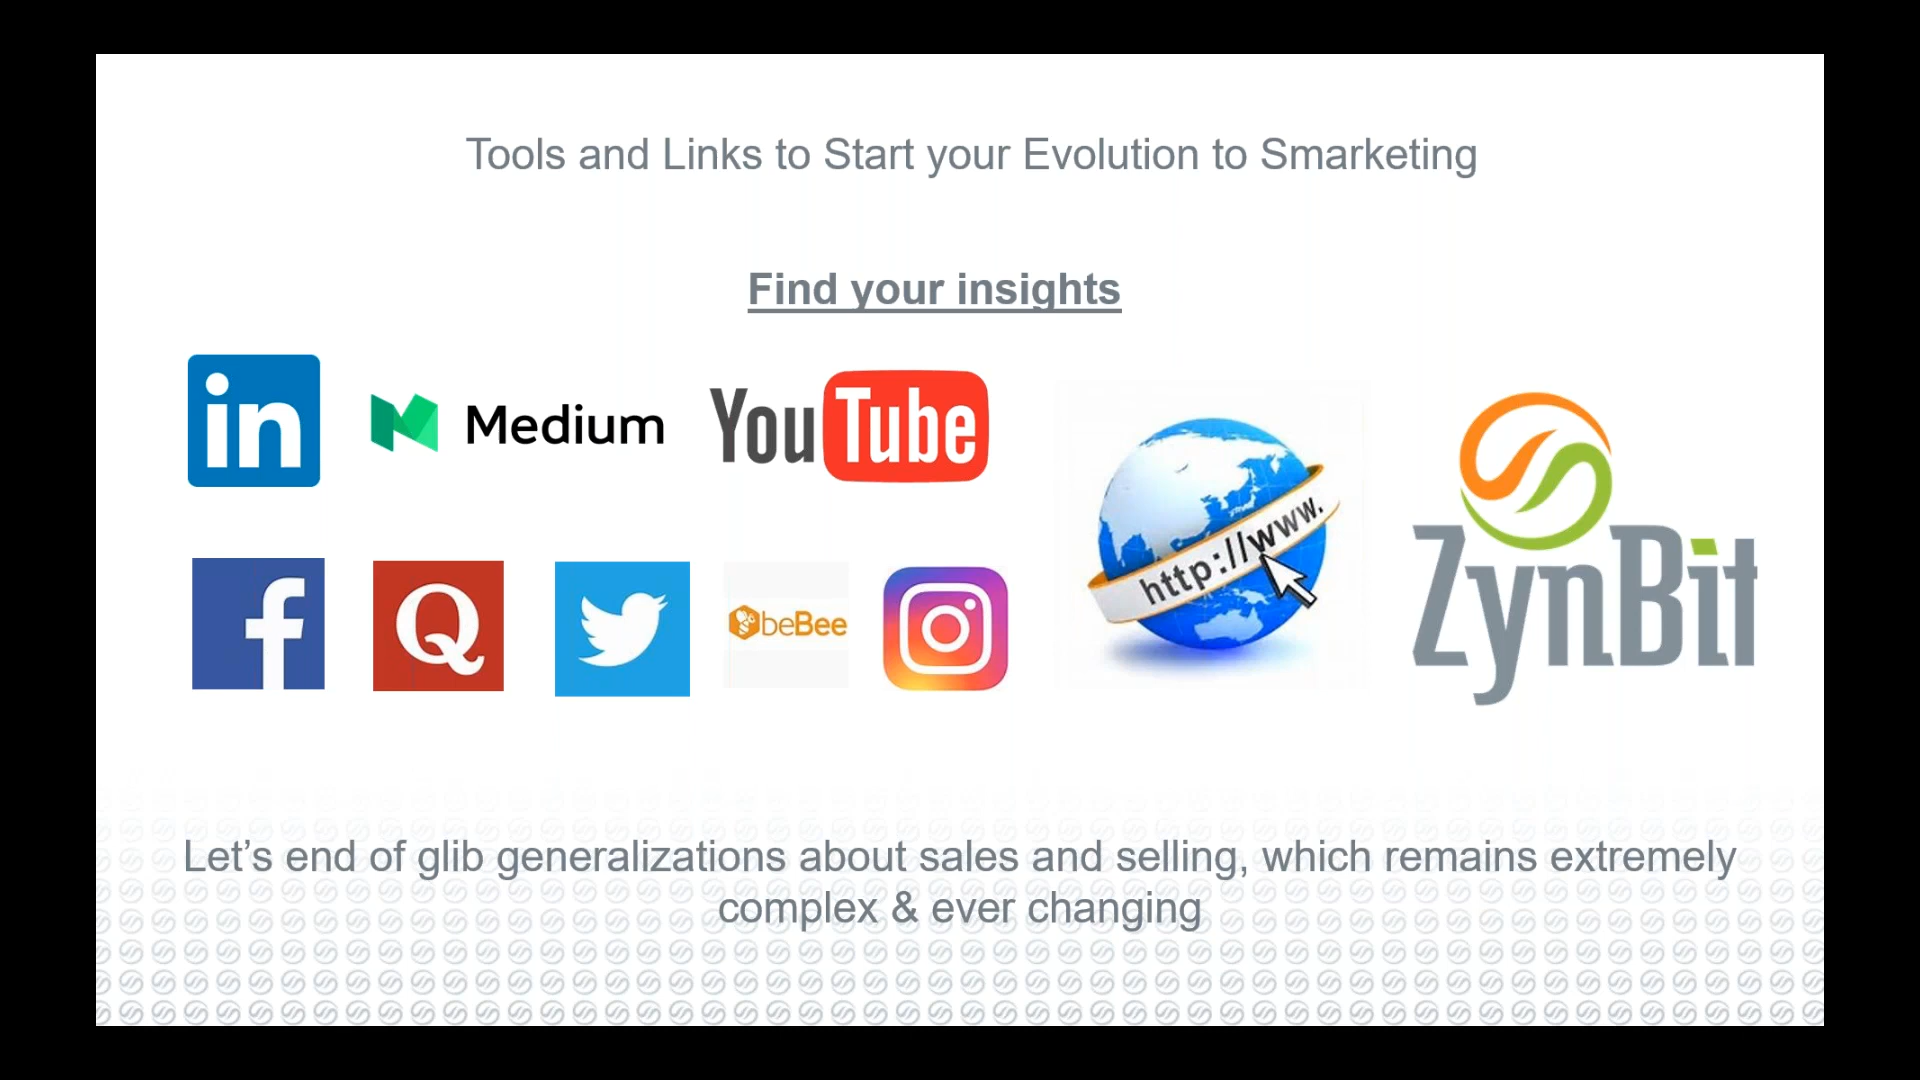 Tools and Links to Start your Evolution to Smarketing
Find your insights
in
Medium
YouTube
http://www.
ZynBit
f
Q
beBee
Let's end of glib generalizations about sales and selling, which remains extremely
complex & ever changing